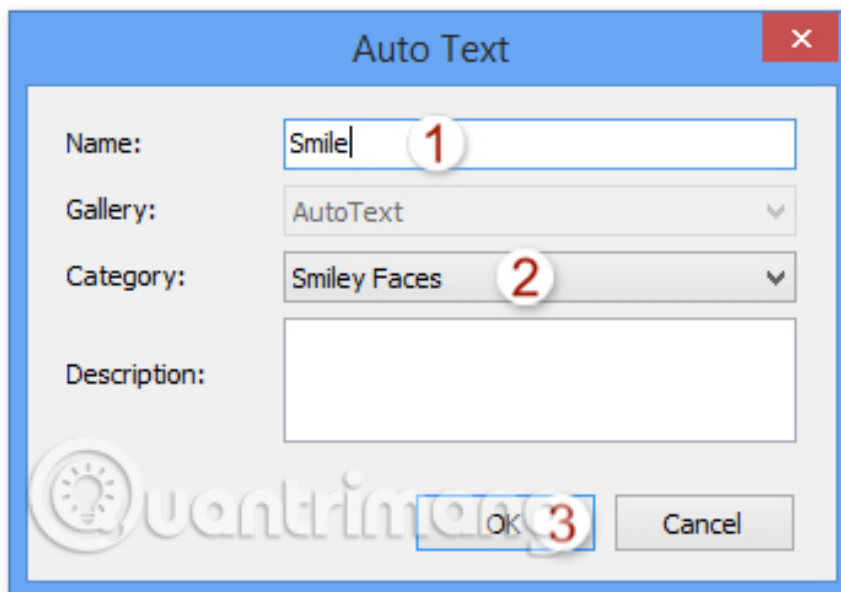 Auto Text
Name: Smile 1
Gallery: AutoText
Category: Smiley Faces 2
Description:
Quantrimang
OK 3 Cancel